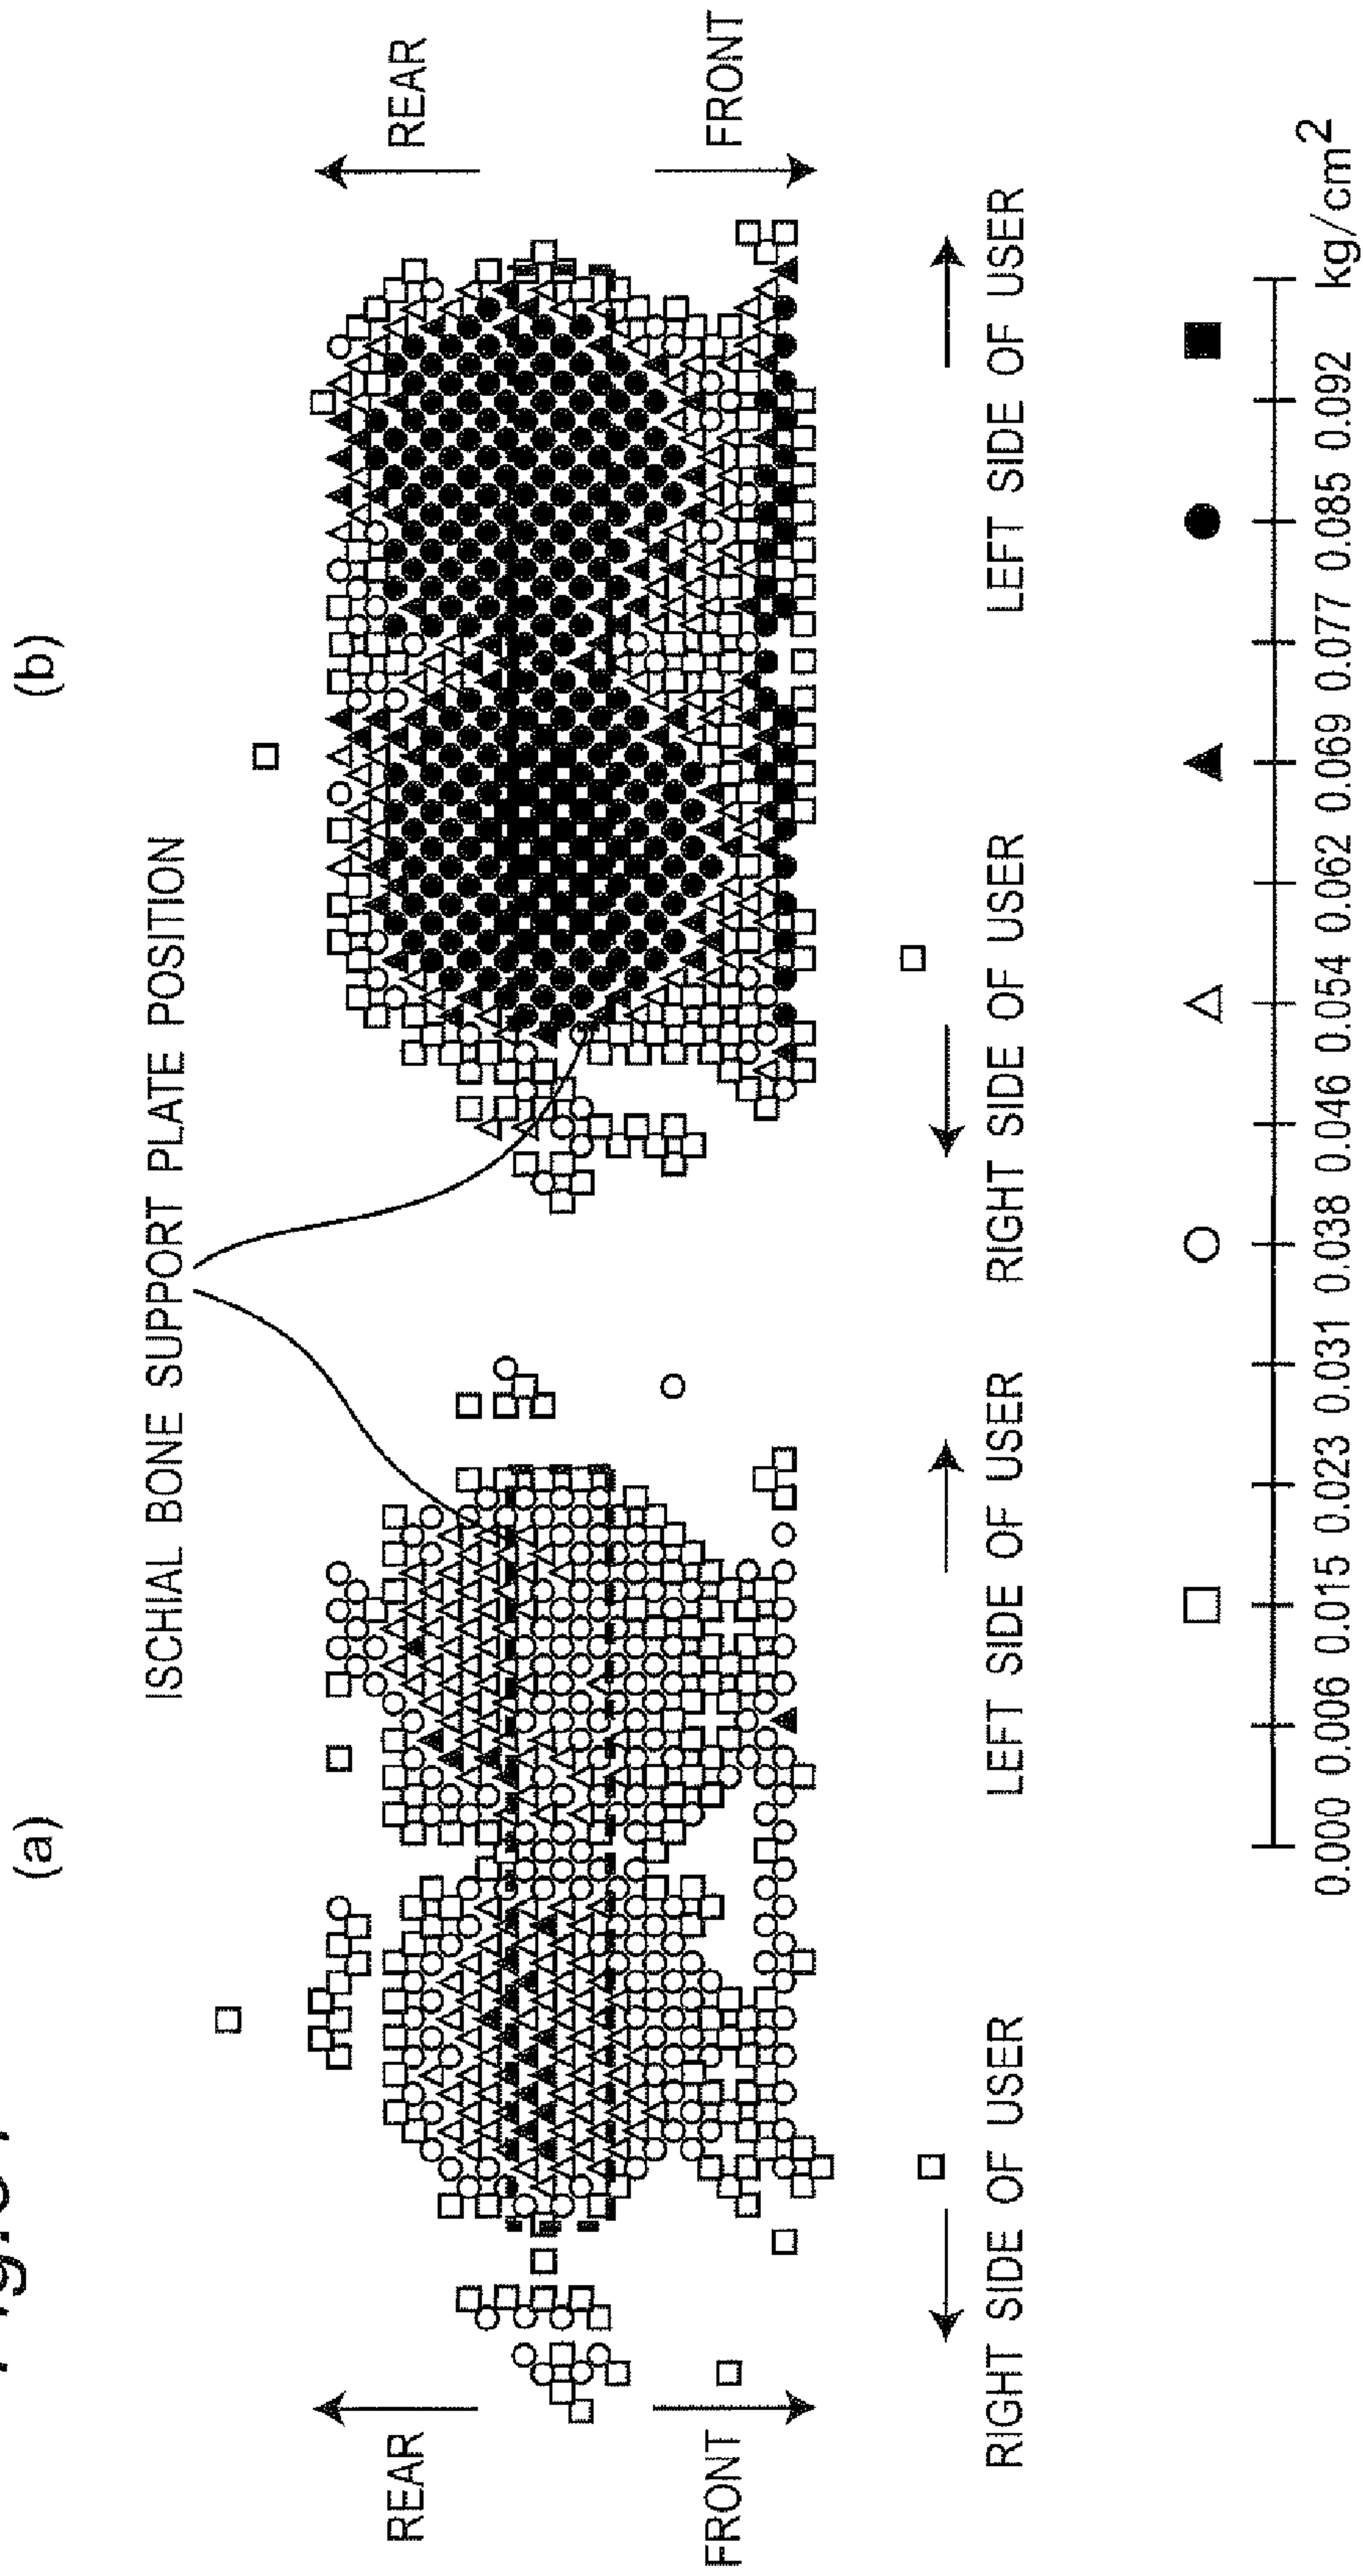 (a)
(b)
ISCHIAL BONE SUPPORT PLATE POSITION
REAR
FRONT
REAR
FRONT
RIGHT SIDE OF USER
LEFT SIDE OF USER
RIGHT SIDE OF USER
LEFT SIDE OF USER
0.000 0.006 0.015 0.023 0.031 0.038 0.046 0.054 0.062 0.069 0.077 0.085 0.092 kg/cm2